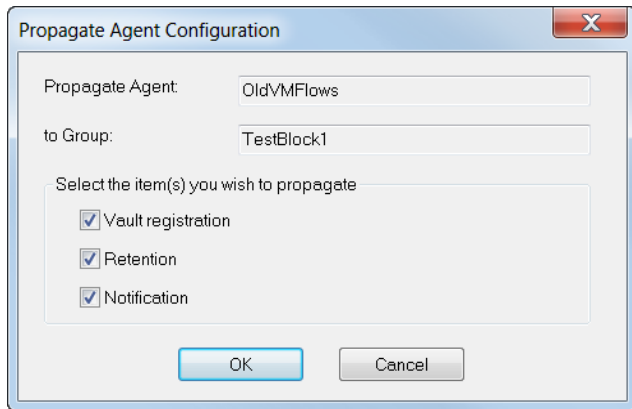 Propagate Agent Configuration
Propagate Agent: OldVMFlows
to Group: TestBlock1
Select the item(s) you wish to propagate
Vault registration
Retention
Notification
OK Cancel